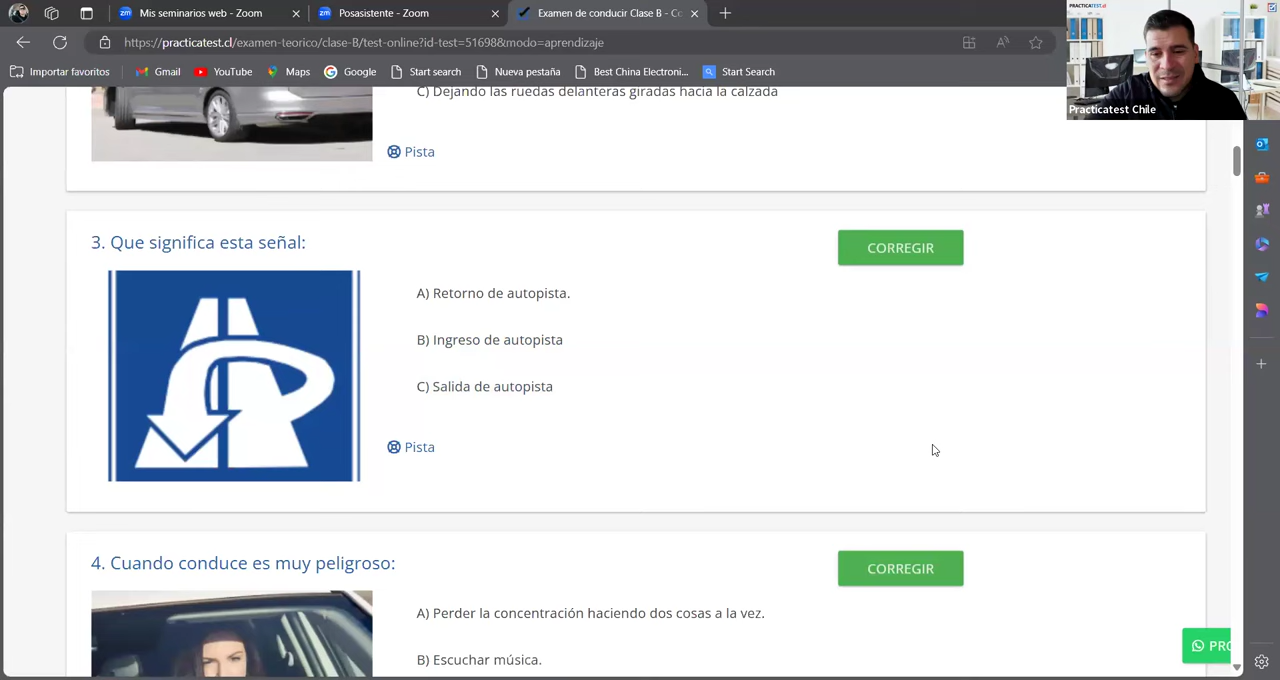 Mis seminarios web - Zoom
Posasistente - Zoom
Examen de conducir Clase B - Co
https://practicatest.cl/examen-teorico/clase-B/test-online?id-test=51698&modo=aprendizaje
Importar favoritos
Gmail
YouTube
Maps
Google
Start search
Nueva pestaña
Best China Electroni...
Start Search
PRACTICATEST.cl
Practicatest Chile
C) Dejando las ruedas delanteras giradas hacia la calzada
Pista
3. Que significa esta señal:
CORREGIR
A) Retorno de autopista.
B) Ingreso de autopista
C) Salida de autopista
Pista
4. Cuando conduce es muy peligroso:
CORREGIR
A) Perder la concentración haciendo dos cosas a la vez.
B) Escuchar música.
PRO